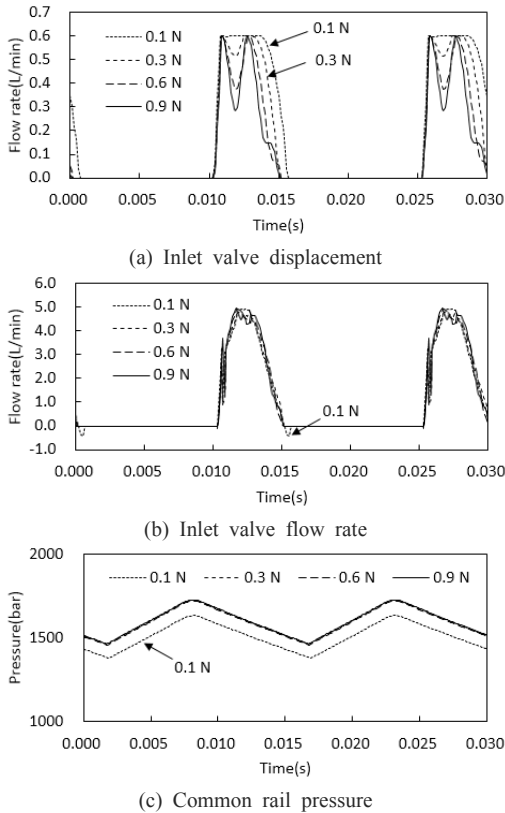 0.7
0.1 N
0.3 N
0.6 N
0.9 N
0.1 N
0.3 N
Flow rate(L/min)
0.6
0.5
0.4
0.3
0.2
0.1
0.0
0.000 0.005 0.010 0.015 0.020 0.025 0.030
Time(s)
(a) Inlet valve displacement
6.0
5.0
4.0
3.0
2.0
1.0
0.0
-1.0
Flow rate(L/min)
0.1 N
0.3 N
0.6 N
0.9 N
0.1 N
0.000 0.005 0.010 0.015 0.020 0.025 0.030
Time(s)
(b) Inlet valve flow rate
2000
1500
1000
Pressure(bar)
0.1 N 0.3 N 0.6 N 0.9 N
0.1 N
0.000 0.005 0.010 0.015 0.020 0.025 0.030
Time(s)
(c) Common rail pressure